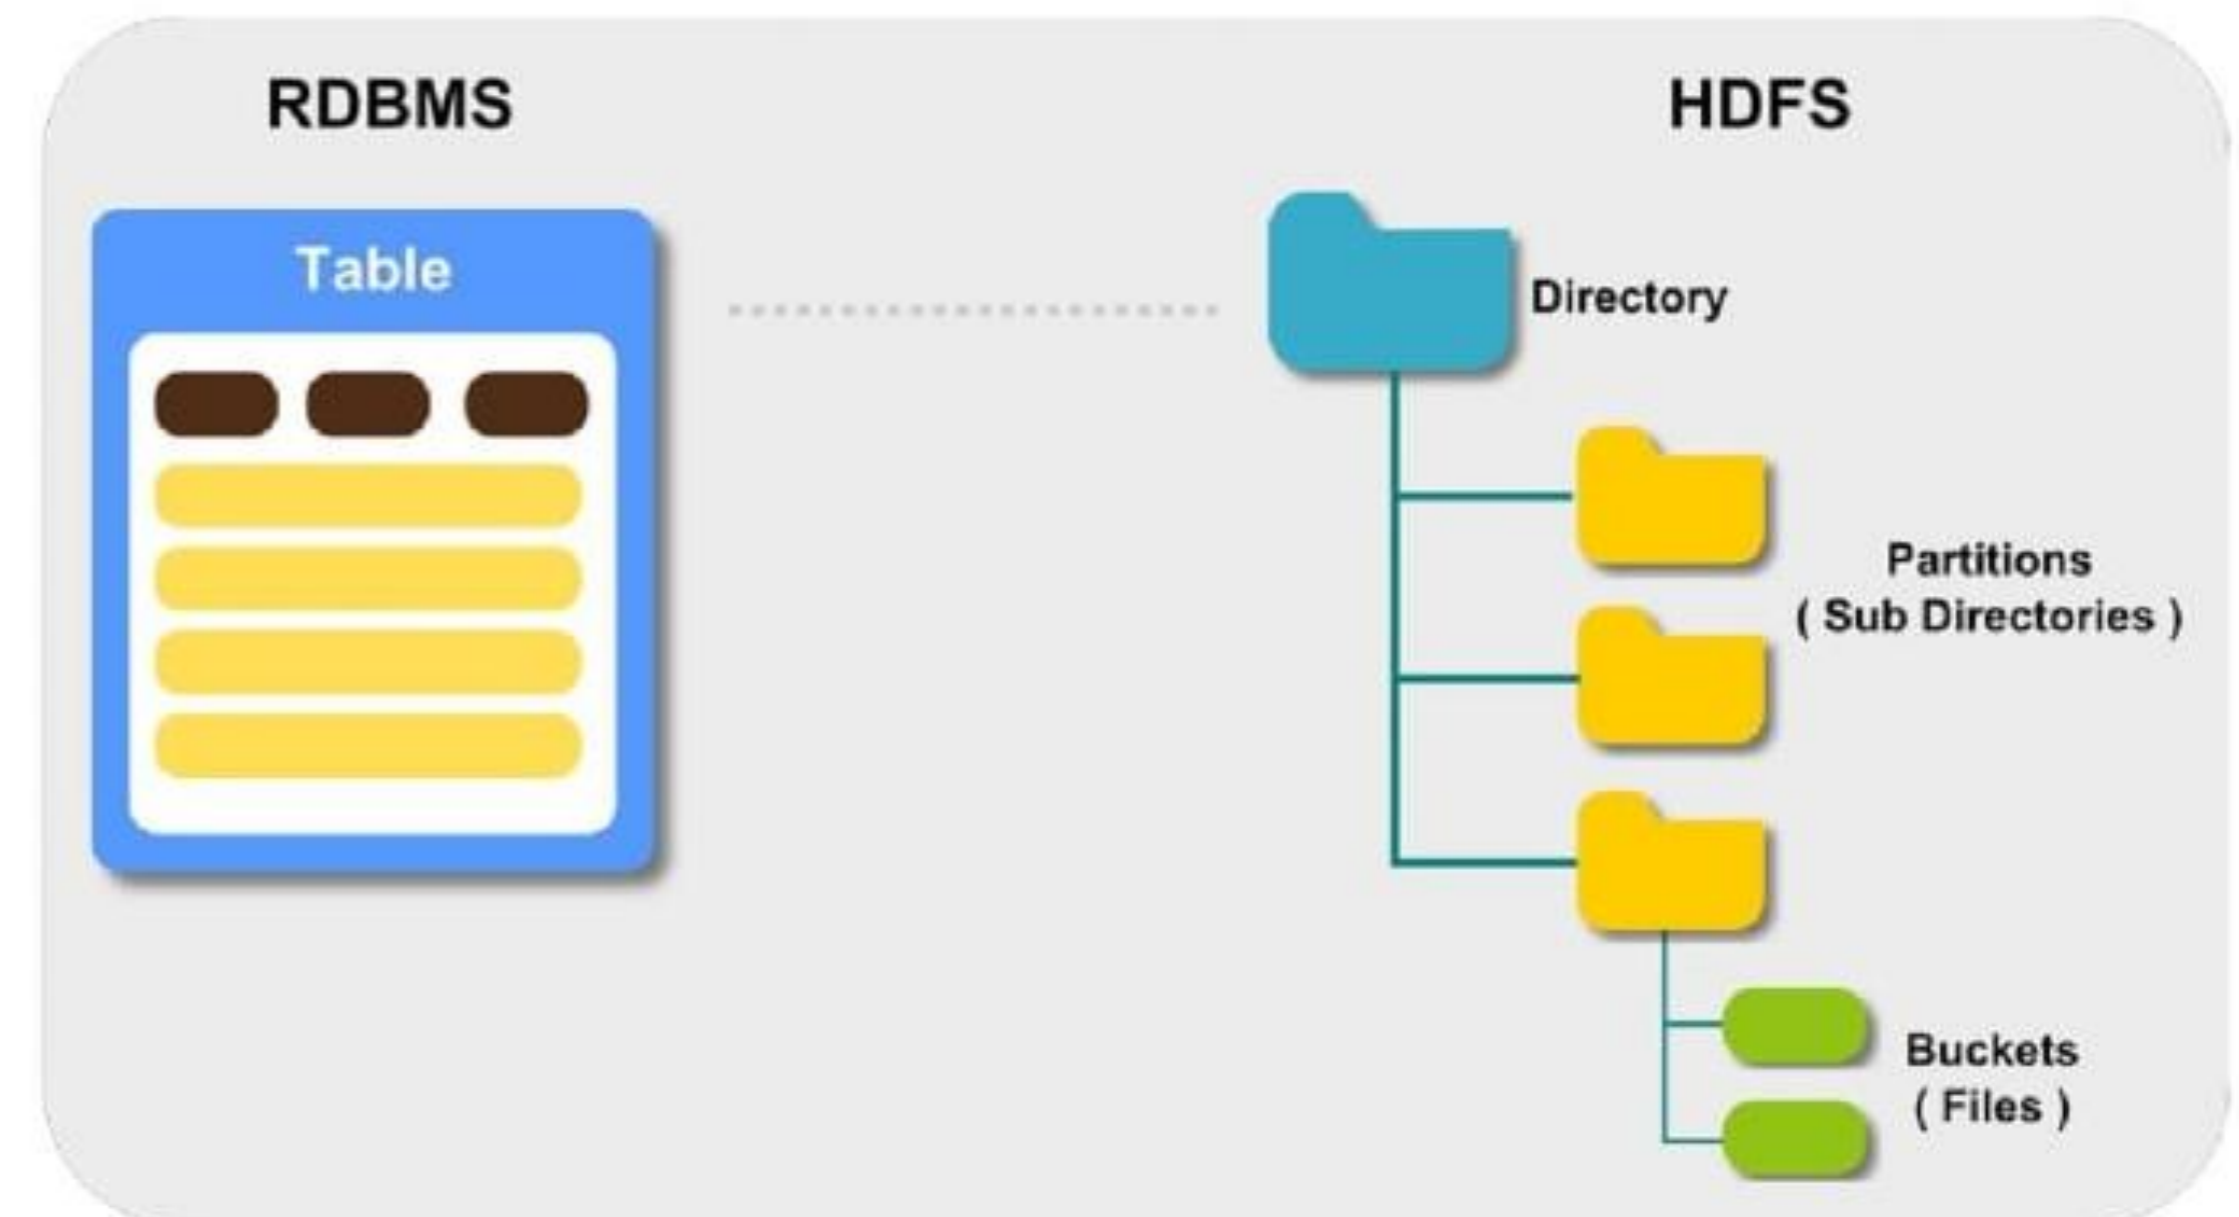 RDBMS
HDFS
Table
Directory
Partitions
( Sub Directories )
Buckets
( Files )